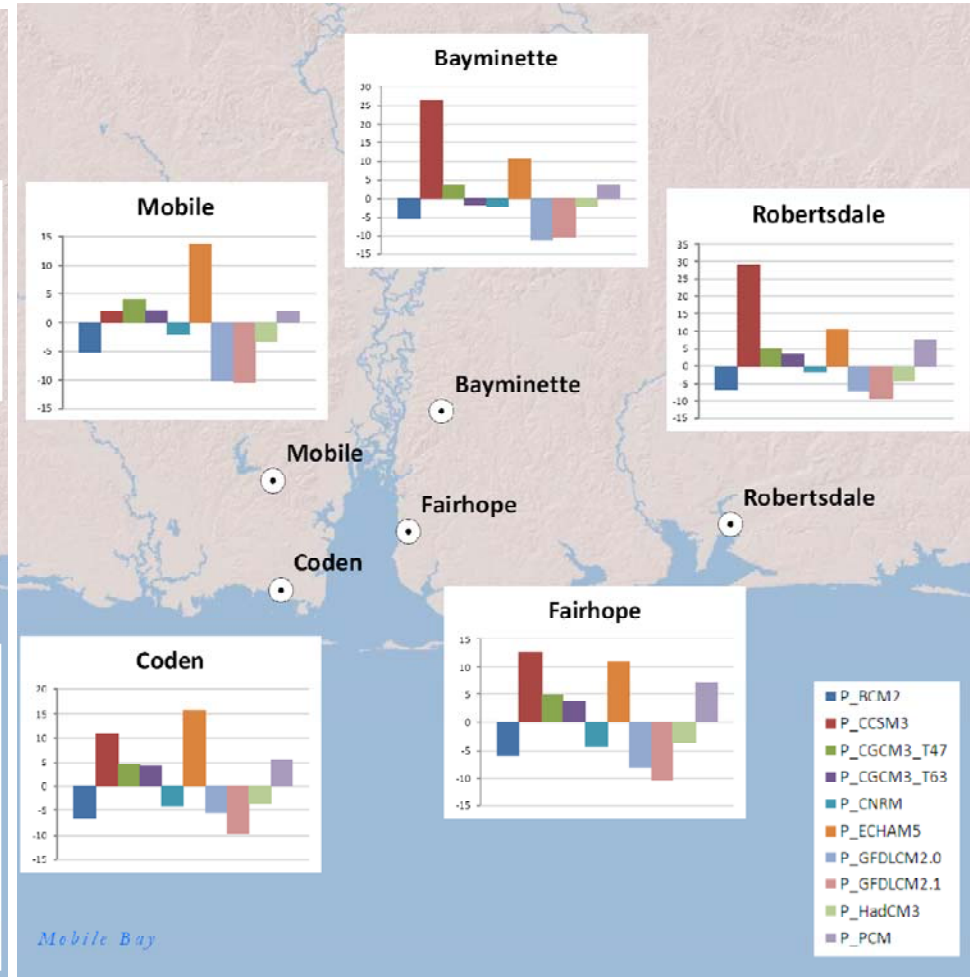 Bayminette
30
25
20
15
10
5
0
-5
-10
-15
Mobile
15
10
5
0
-5
-10
-15
Robertsdale
35
30
25
20
15
10
5
0
-5
-10
-15
Bayminette
Mobile
Fairhope
Robertsdale
Coden
Fairhope
15
10
5
0
-5
-10
-15
Coden
20
15
10
5
0
-5
-10
-15
P_BCM2
P_CCSM3
P_CGCM3_T47
P_CGCM3_T63
P_CNRM
P_ECHAM5
P_GFDLCM2.0
P_GFDLCM2.1
P_HadCM3
P_PCM
Mobile Bay